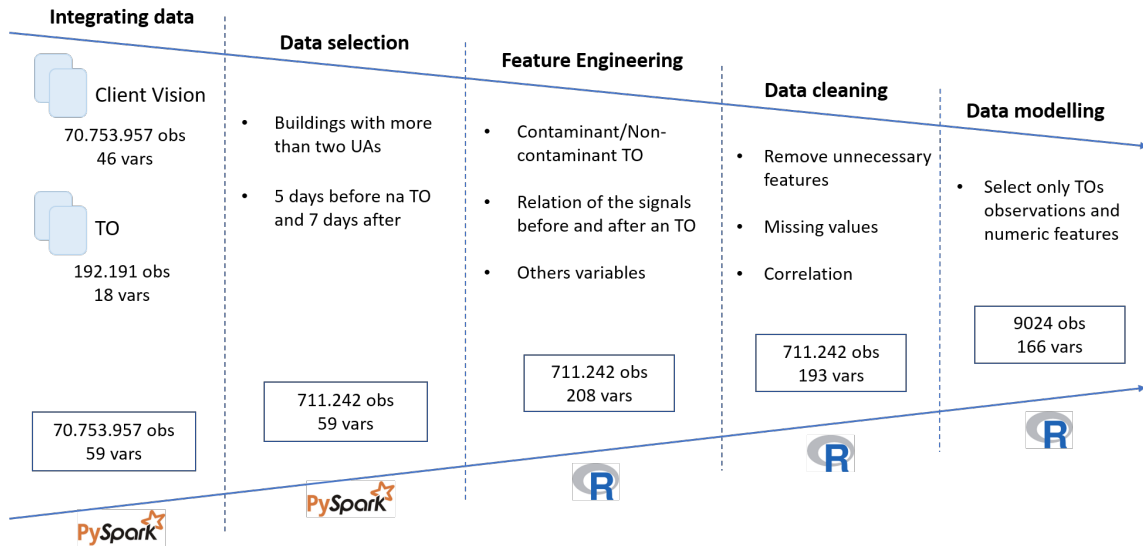 Integrating data
Client Vision
70.753.957 obs
46 vars
TO
192.191 obs
18 vars
70.753.957 obs
59 vars
PySpark
Data selection
• Buildings with more
than two UAs
• 5 days before na TO
and 7 days after
711.242 obs
59 vars
PySpark
Feature Engineering
• Contaminant/Non-
contaminant TO
• Relation of the signals
before and after an TO
• Others variables
711.242 obs
208 vars
R
Data cleaning
• Remove unnecessary
features
• Missing values
• Correlation
711.242 obs
193 vars
R
Data modelling
• Select only TOs
observations and
numeric features
9024 obs
166 vars
R